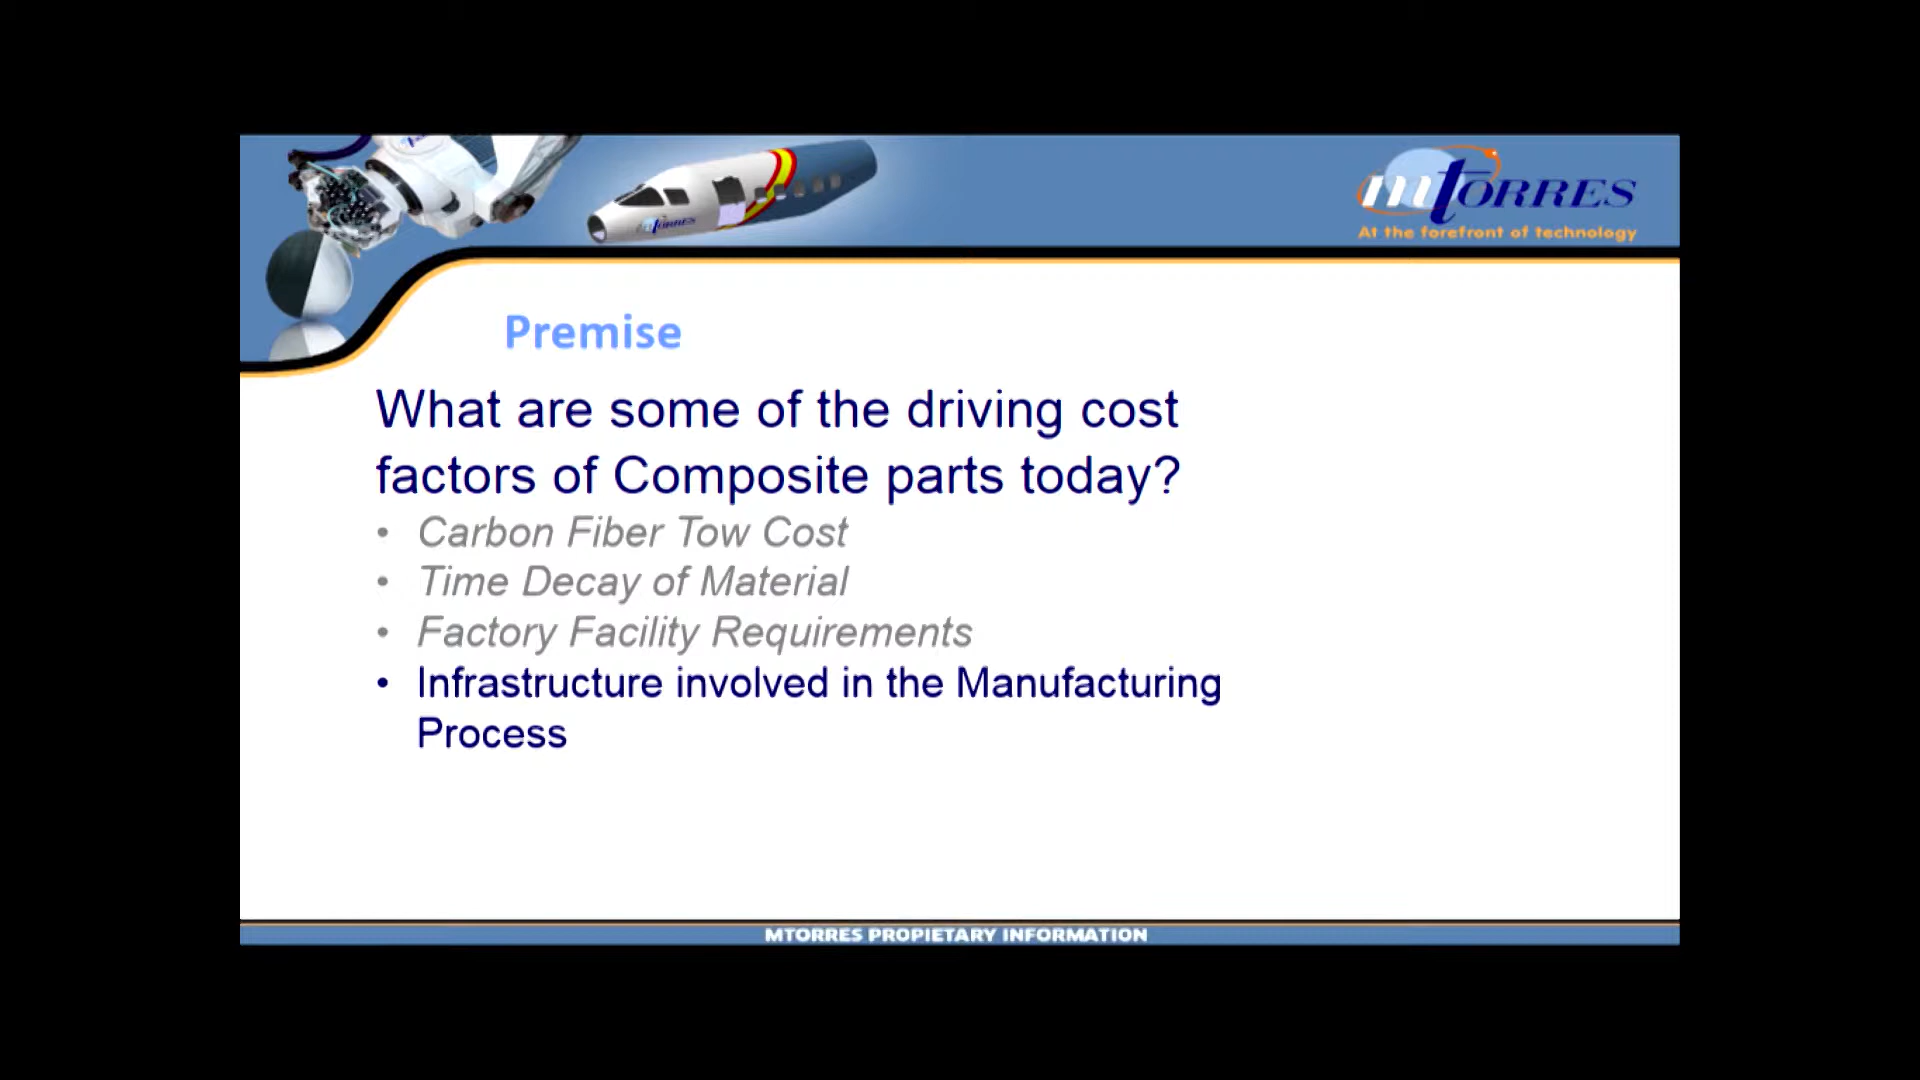 mTORRES
At the forefront of technology
mTORRES
Premise
What are some of the driving cost
factors of Composite parts today?
• Carbon Fiber Tow Cost
• Time Decay of Material
• Factory Facility Requirements
• Infrastructure involved in the Manufacturing
Process
MTORRES PROPIETARY INFORMATION